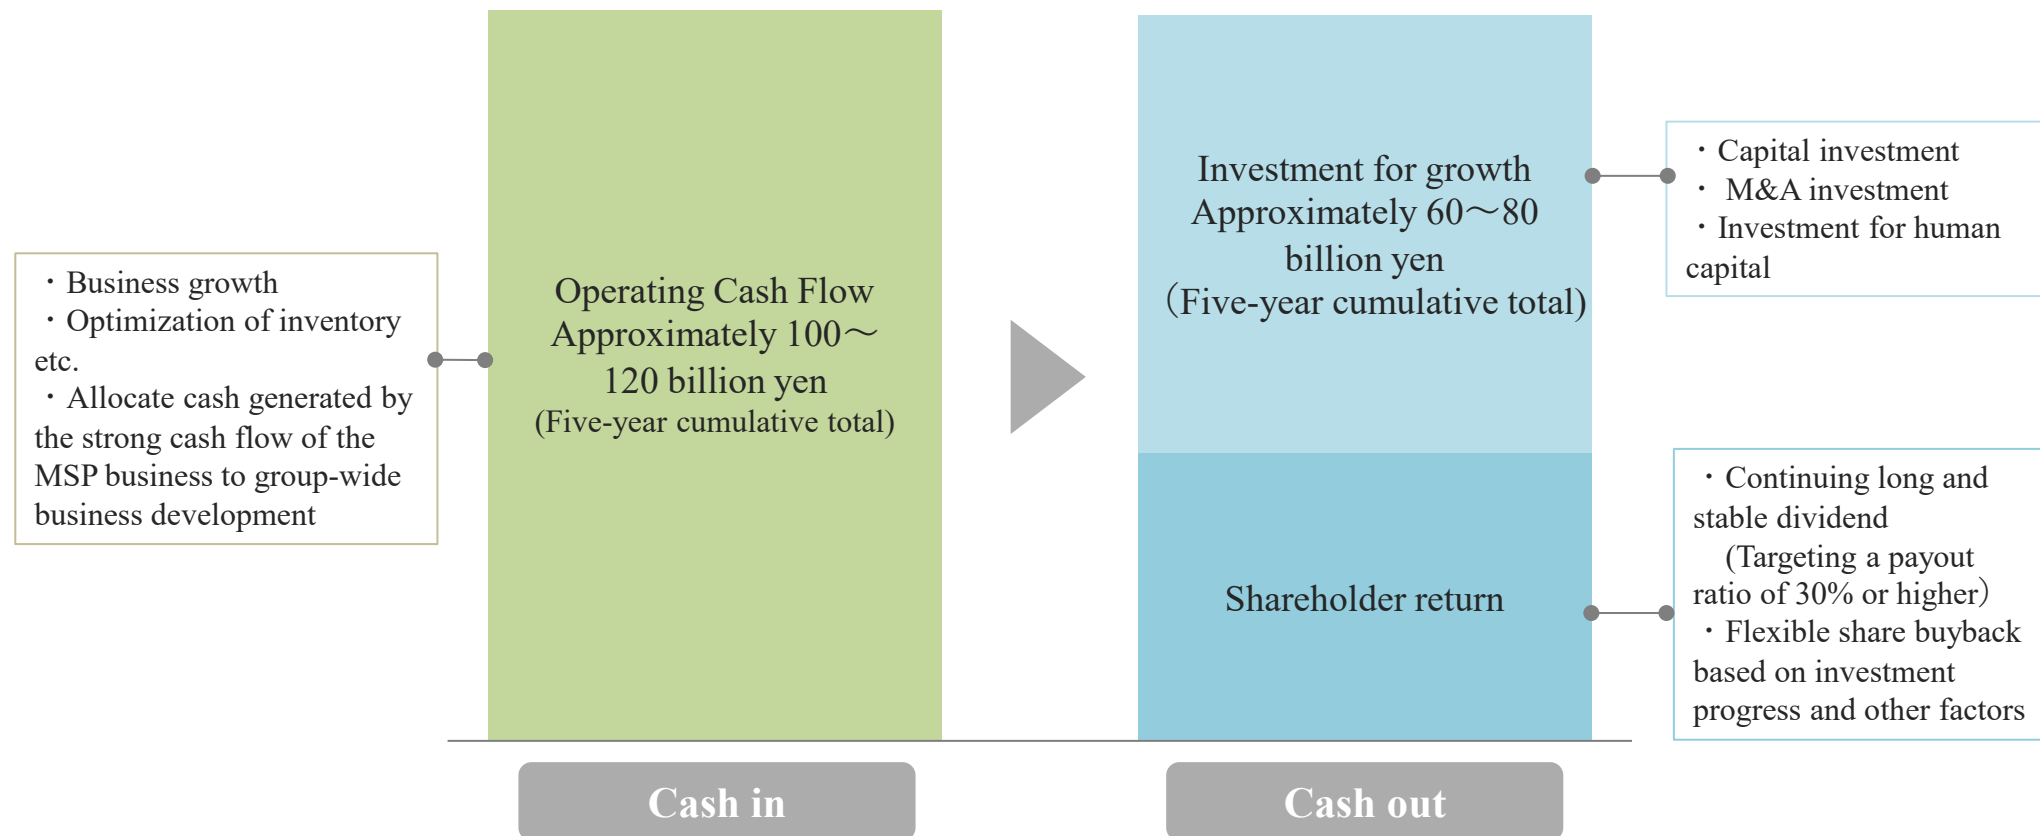 ・Business growth
・Optimization of inventory
etc.
・Allocate cash generated by
the strong cash flow of the
MSP business to group-wide
business development
Operating Cash Flow
Approximately 100～
120 billion yen
(Five-year cumulative total)
Investment for growth
Approximately 60～80
billion yen
（Five-year cumulative total)
・Capital investment
・ M&A investment
・Investment for human
capital
Shareholder return
・Continuing long and
stable dividend
(Targeting a payout
ratio of 30% or higher）
・Flexible share buyback
based on investment
progress and other factors
Cash in
Cash out